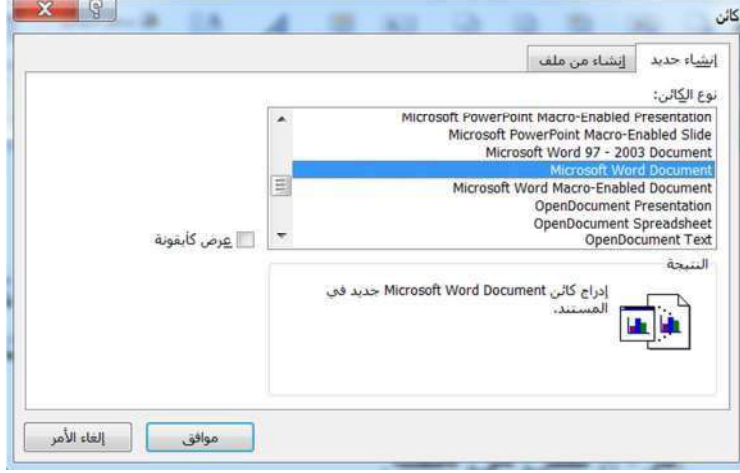 كائن
إنشاء جديد
إنشاء من ملف
نوع الكائن:
Microsoft PowerPoint Macro-Enabled Presentation
Microsoft PowerPoint Macro-Enabled Slide
Microsoft Word 97 - 2003 Document
Microsoft Word Document
Microsoft Word Macro-Enabled Document
OpenDocument Presentation
OpenDocument Spreadsheet
OpenDocument Text
عرض كأيقونة
النتيجة
إدراج كائن Microsoft Word Document جديد في
المستند.
موافق
إلغاء الأمر